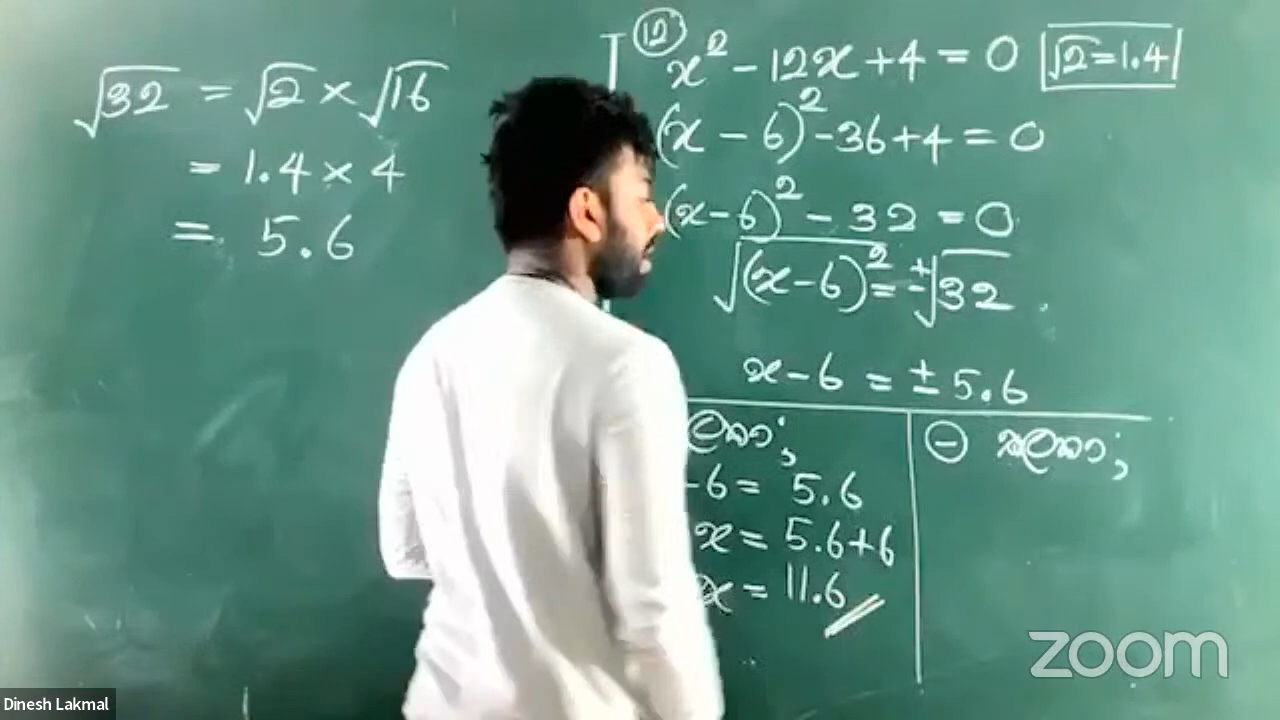 √32 = √2 × √16
= 1.4 × 4
= 5.6
⑫ x² - 12x + 4 = 0 √2 = 1.4
(x - 6)² - 36 + 4 = 0
(x - 6)² - 32 = 0
√(x - 6)² = ±√32
x - 6 = ± 5.6
-6 = 5.6
x = 5.6 + 6
x = 11.6
⊖ සලකා;
zoom
Dinesh Lakmal